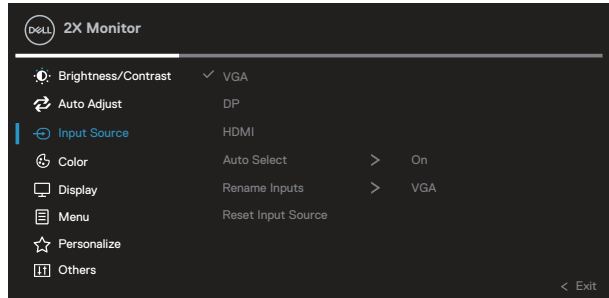 DELL 2X Monitor
Brightness/Contrast VGA
Auto Adjust DP
Input Source HDMI
Color Auto Select > On
Display Rename Inputs > VGA
Menu Reset Input Source
Personalize
Others
< Exit